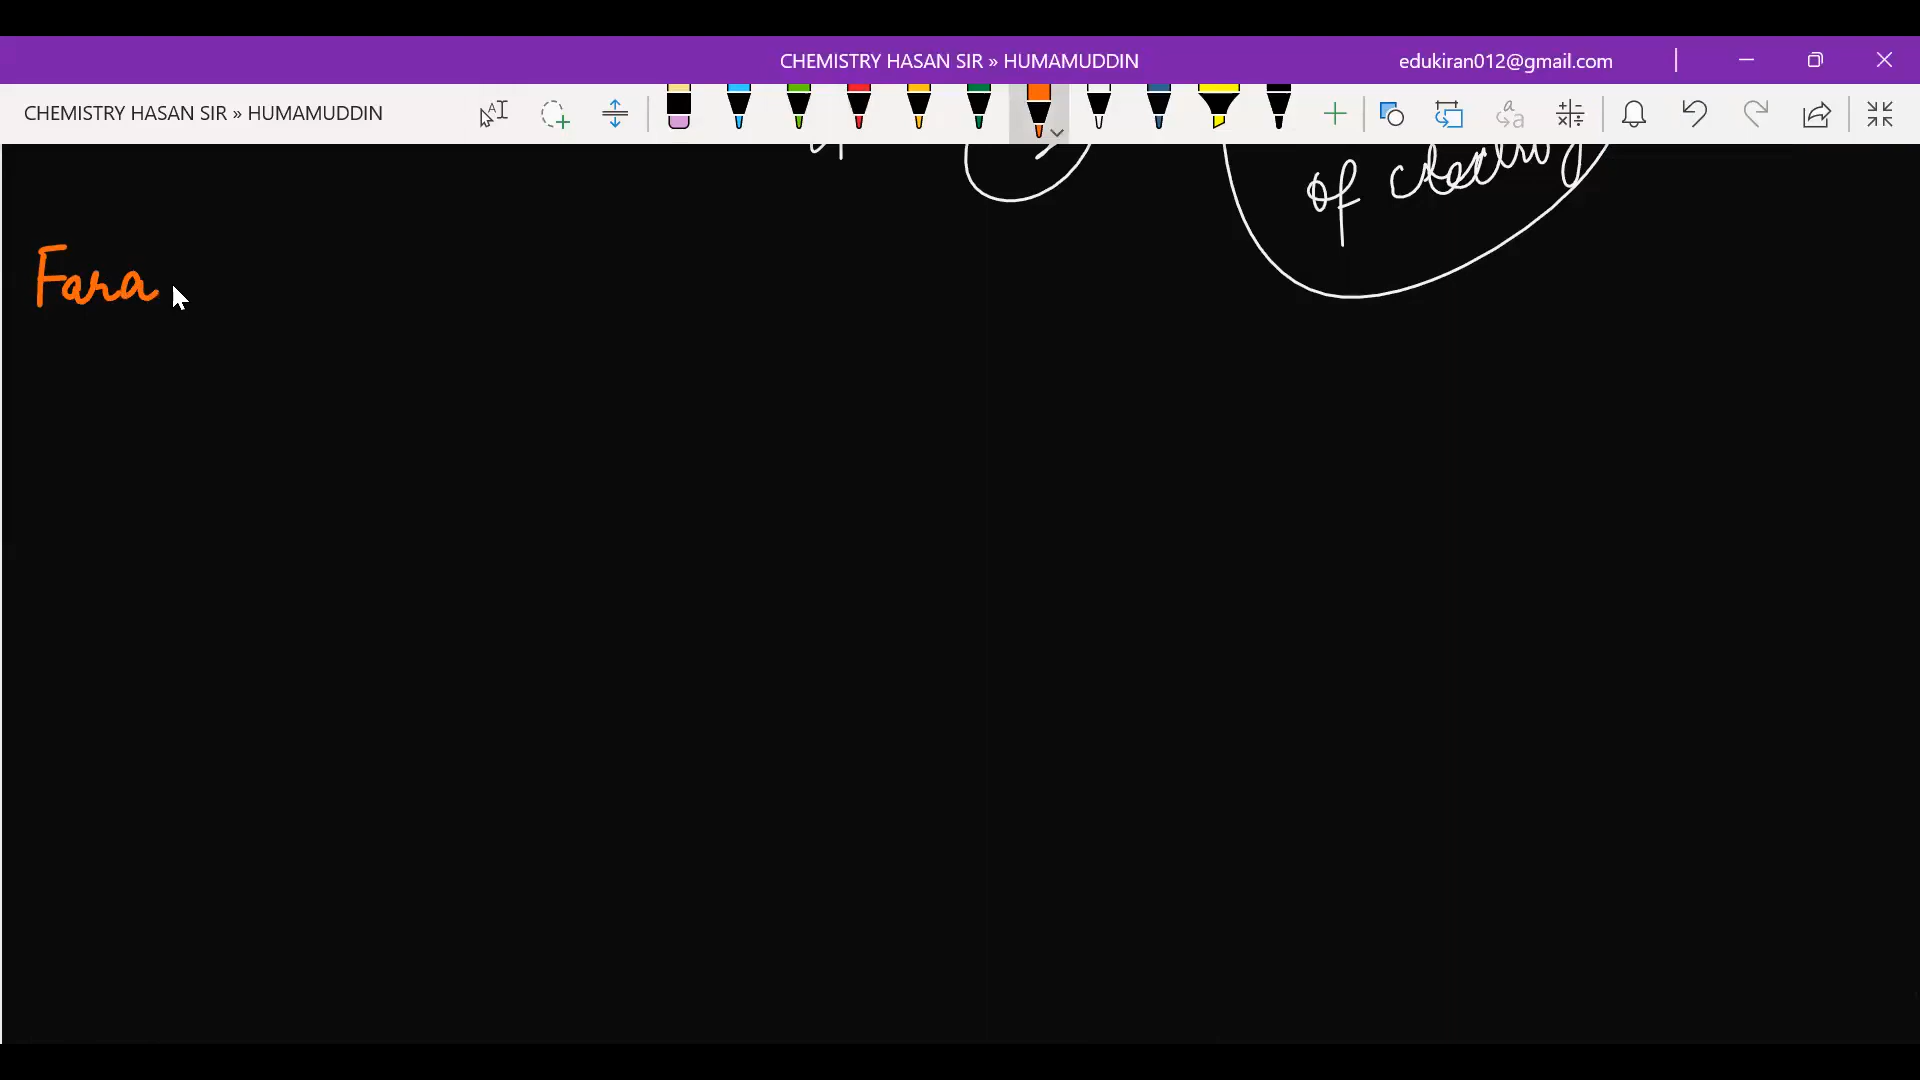 CHEMISTRY HASAN SIR » HUMAMUDDIN
edukiran012@gmail.com
CHEMISTRY HASAN SIR » HUMAMUDDIN
of
Fara